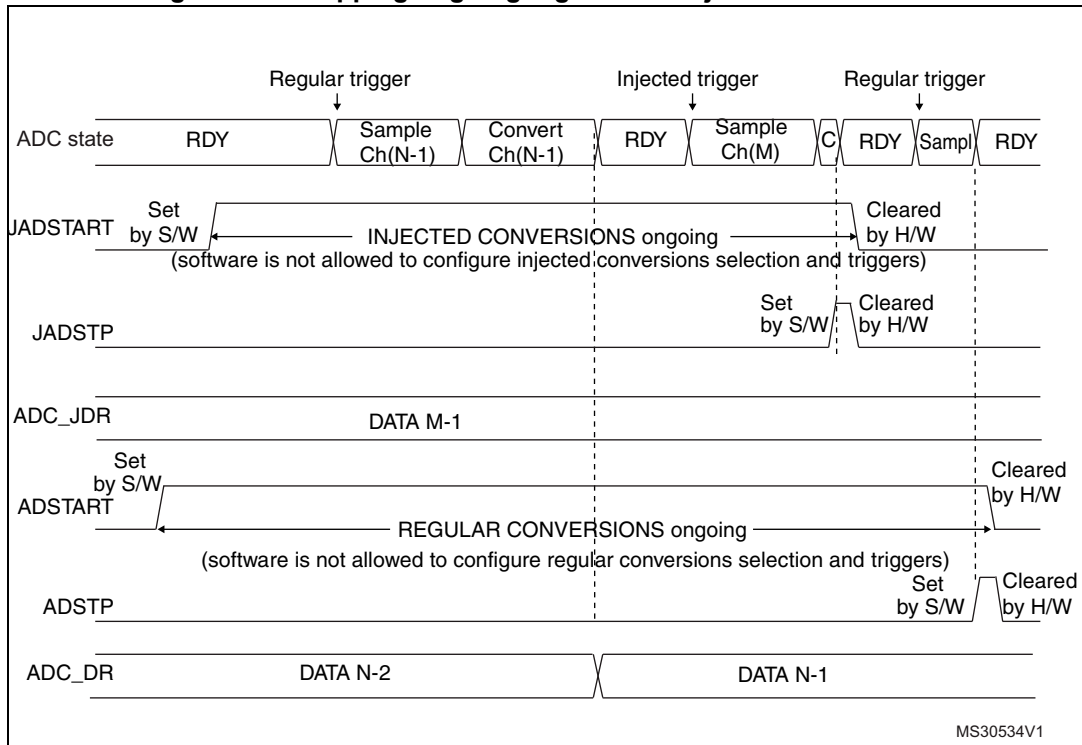 Regular trigger Injected trigger Regular trigger
ADC state RDY Sample Ch(N-1) Convert Ch(N-1) RDY Sample Ch(M) C RDY Sampl RDY
JADSTART Set by S/W INJECTED CONVERSIONS ongoing Cleared by H/W
(software is not allowed to configure injected conversions selection and triggers)
JADSTP Set by S/W Cleared by H/W
ADC_JDR DATA M-1
ADSTART Set by S/W REGULAR CONVERSIONS ongoing Cleared by H/W
(software is not allowed to configure regular conversions selection and triggers)
ADSTP Set by S/W Cleared by H/W
ADC_DR DATA N-2 DATA N-1
MS30534V1